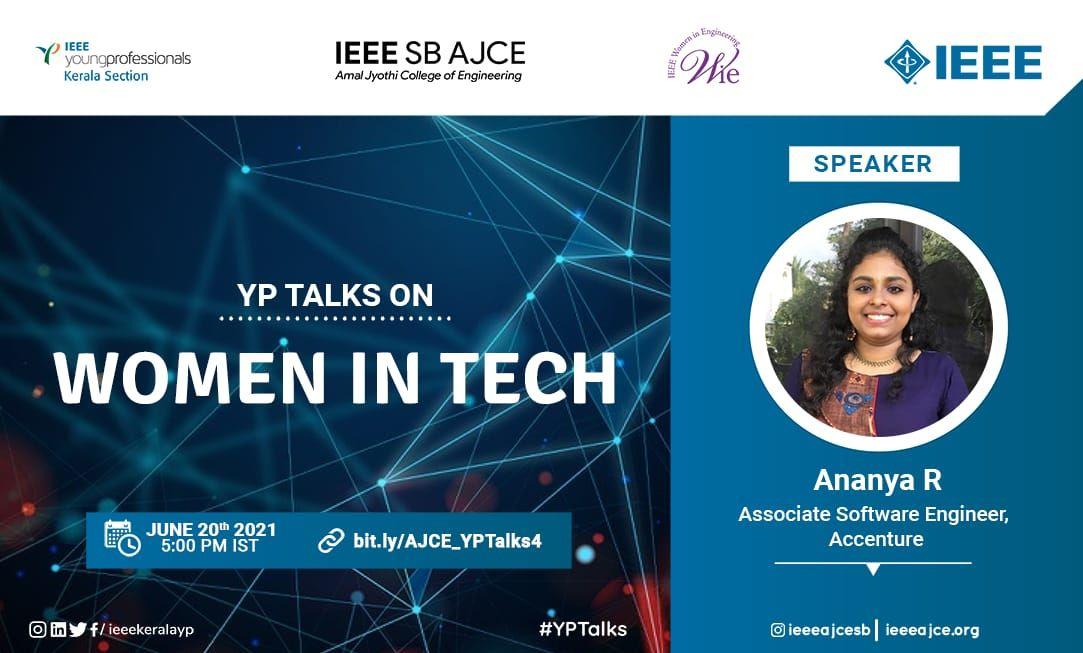 IEEE
youngprofessionals
Kerala Section
IEEE SB AJCE
Amal Jyothi College of Engineering
IEEE Women in Engineering
Wie
IEEE
YP TALKS ON
WOMEN IN TECH
JUNE 20th 2021
5:00 PM IST
bit.ly/AJCE_YPTalks4
/ieeekeralayp
#YPTalks
SPEAKER
Ananya R
Associate Software Engineer,
Accenture
ieeeajcesb | ieeeajce.org